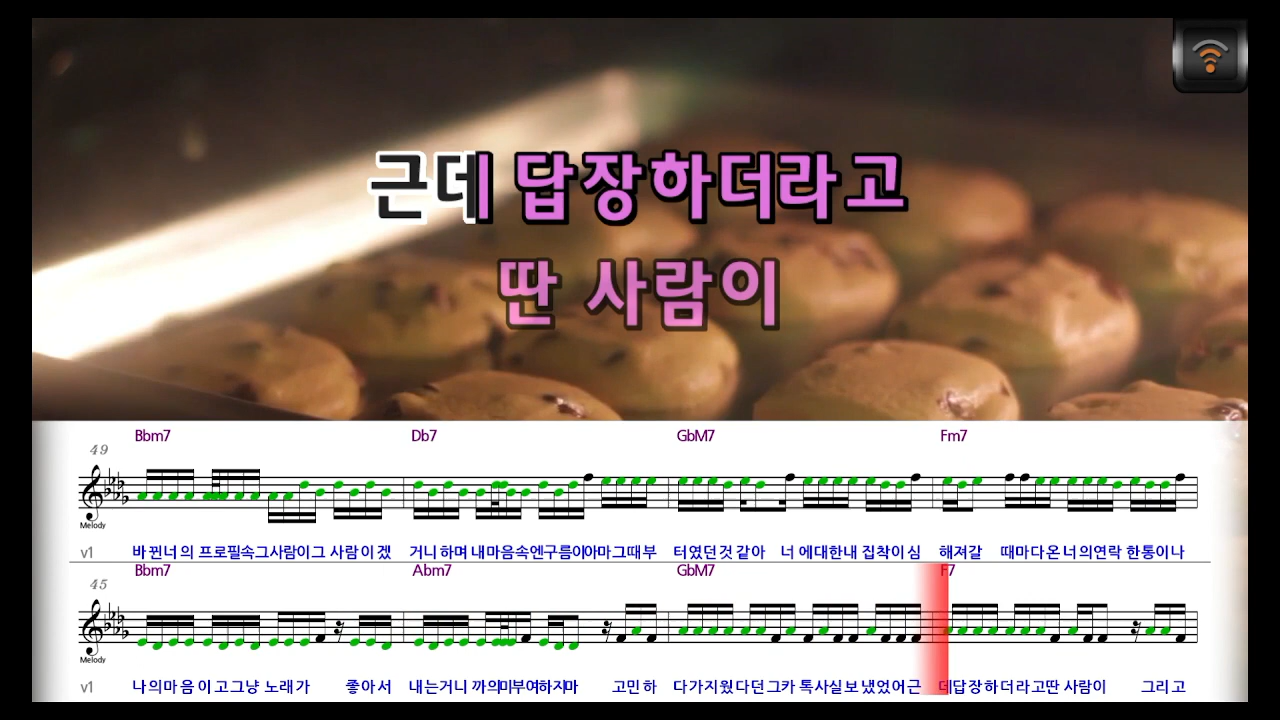 근데 답장하더라고
딴 사람이
Bbm7 Db7 GbM7 Fm7
49
Melody
v1 바뀐너의 프로필속그사람이그 사람이겠 거니하며 내마음속엔구름이아마그때부 터였던것 같아 너 에대한내 집착이심 해져갈 때마다온너의연락 한통이나
Bbm7 Abm7 GbM7 F7
45
Melody
v1 나의마음이고그냥 노래가 좋아서 내는거니 까의미부여하지마 고민하 다가지웠다던그카 톡사실보냈었어근 데답장하더라고딴 사람이 그리고